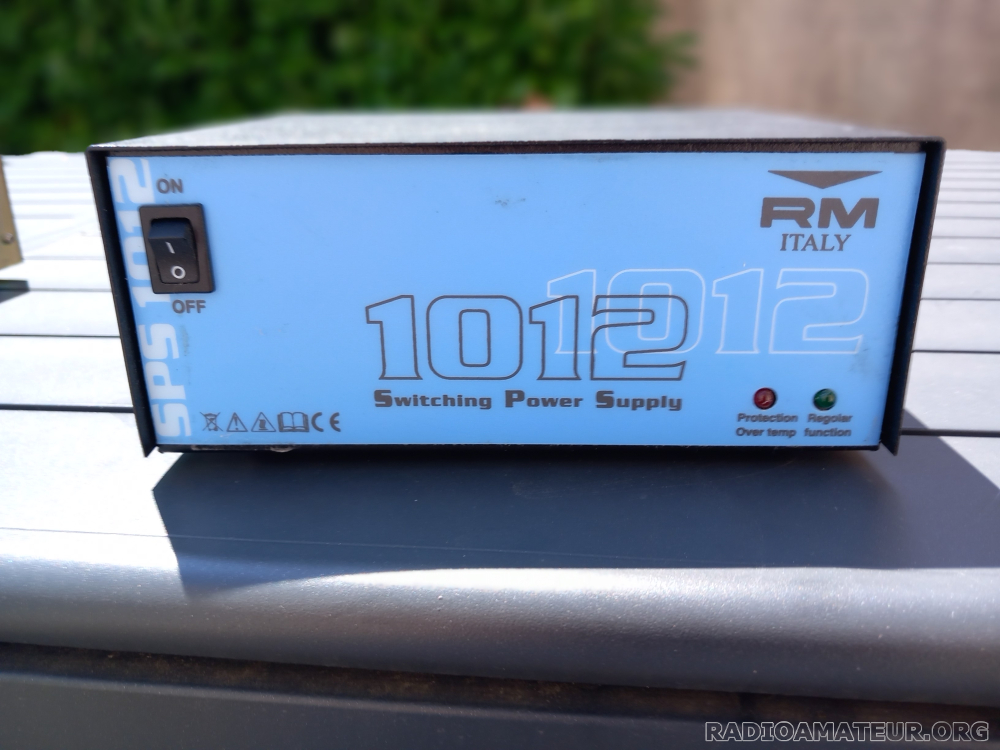 SPS 1012
ON
I
O
OFF
RM
ITALY
1012
1012
Switching Power Supply
CE
Protection Regolar
Over temp function
RADIOAMATEUR.ORG